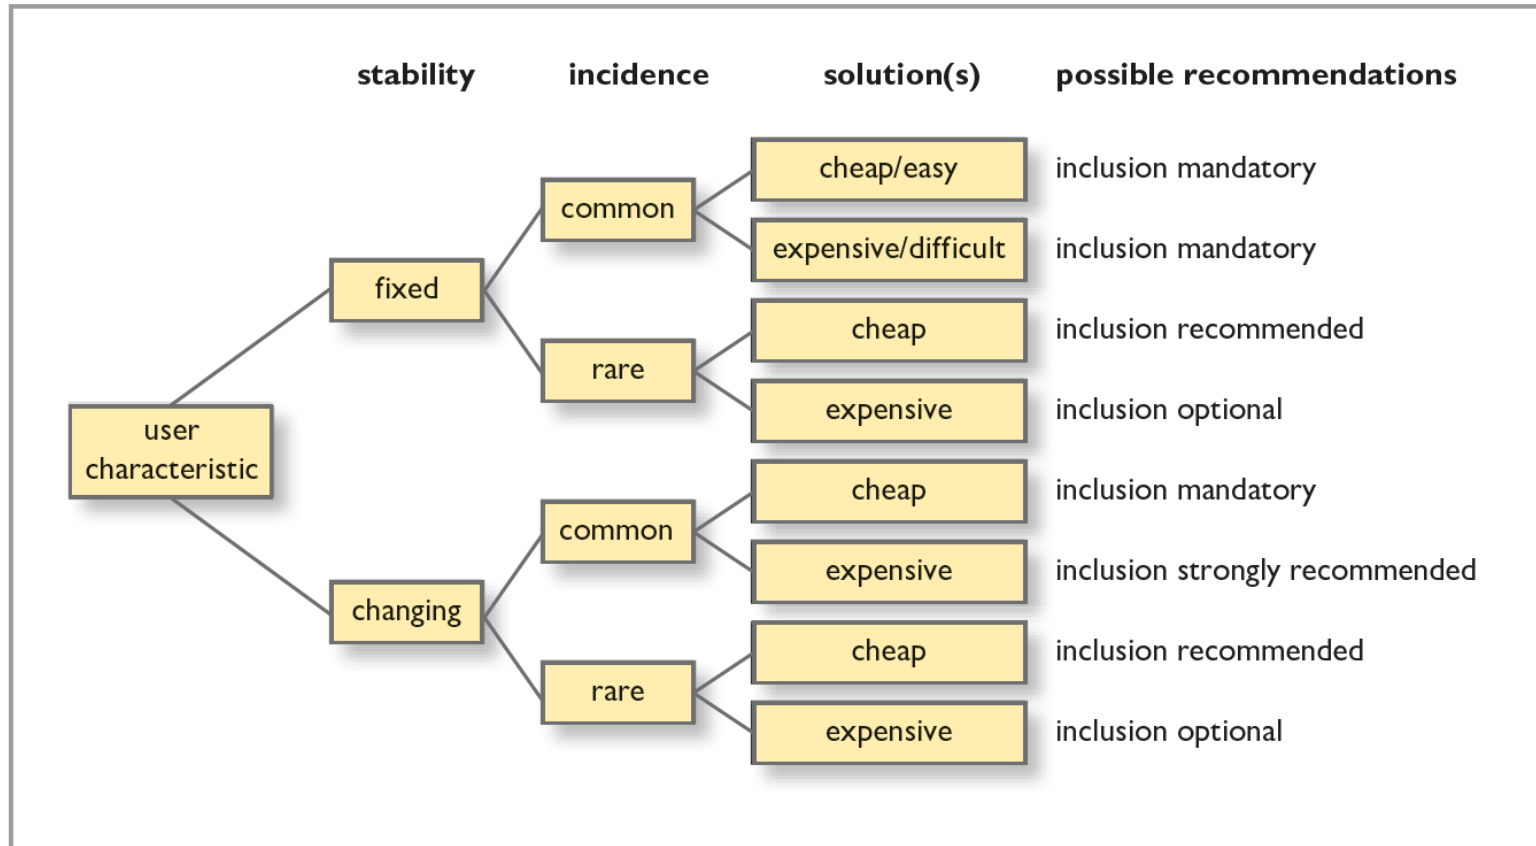 stability incidence solution(s) possible recommendations
cheap/easy inclusion mandatory
common
expensive/difficult inclusion mandatory
fixed
cheap inclusion recommended
rare
expensive inclusion optional
user
characteristic
cheap inclusion mandatory
common
expensive inclusion strongly recommended
changing
cheap inclusion recommended
rare
expensive inclusion optional